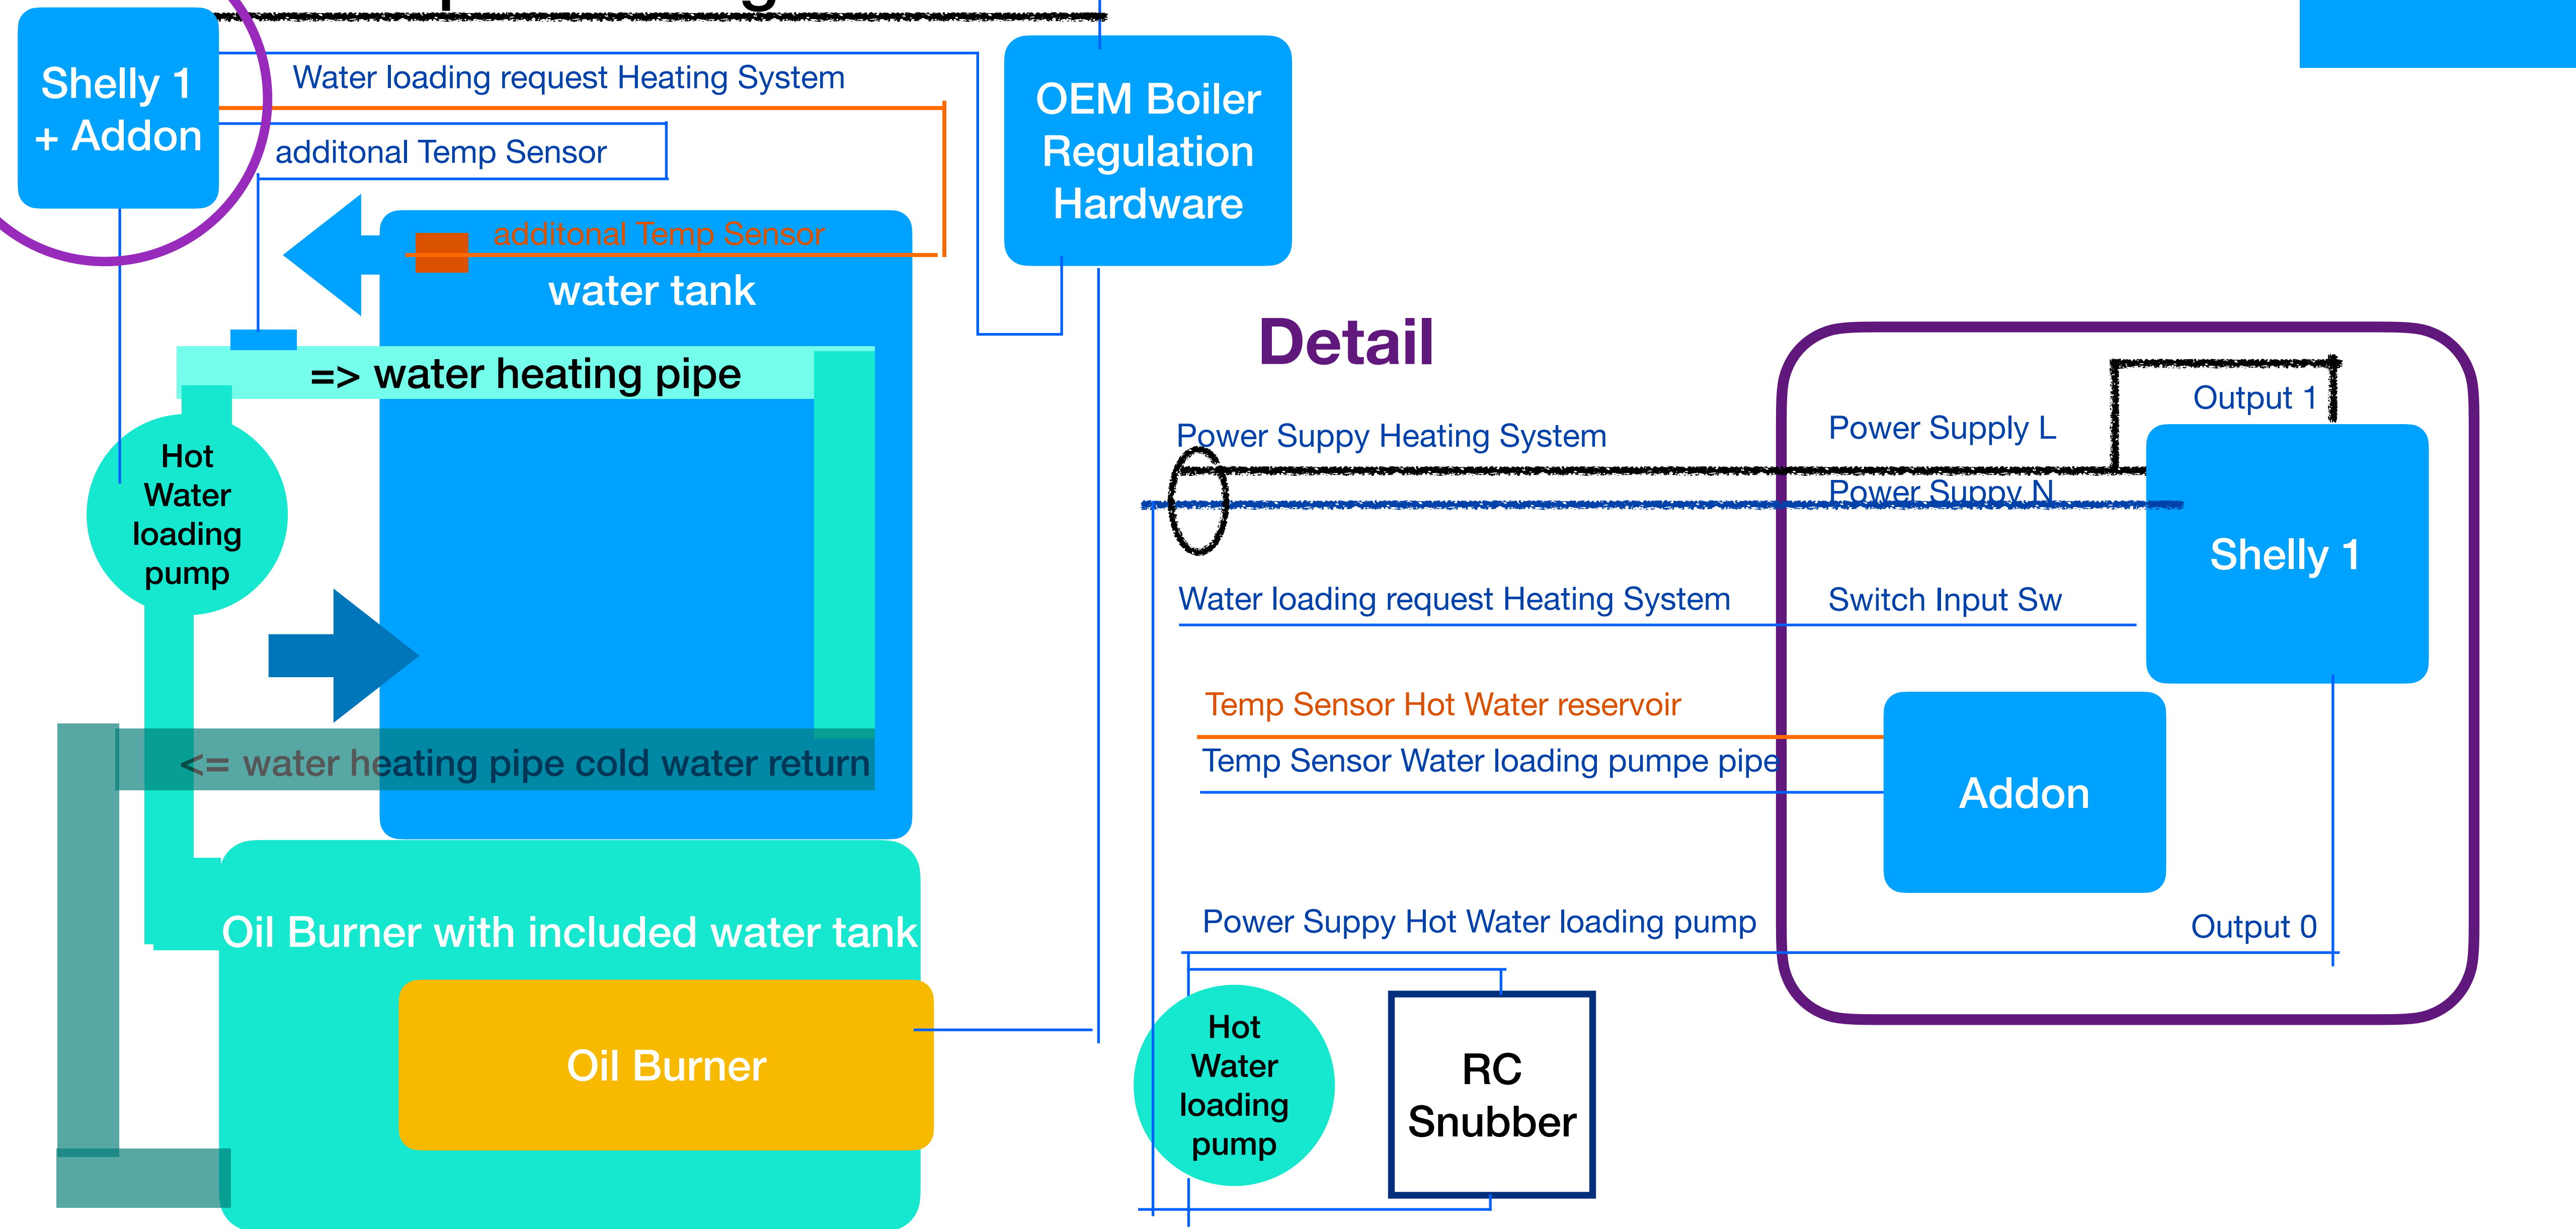 Shelly 1
+ Addon
Water loading request Heating System
additonal Temp Sensor
additonal Temp Sensor
water tank
OEM Boiler
Regulation
Hardware
=> water heating pipe
Hot
Water
loading
pump
<= water heating pipe cold water return
Oil Burner with included water tank
Oil Burner
Detail
Power Suppy Heating System
Power Supply L
Output 1
Power Suppy N
Shelly 1
Water loading request Heating System
Switch Input Sw
Temp Sensor Hot Water reservoir
Temp Sensor Water loading pumpe pipe
Addon
Power Suppy Hot Water loading pump
Output 0
Hot
Water
loading
pump
RC
Snubber